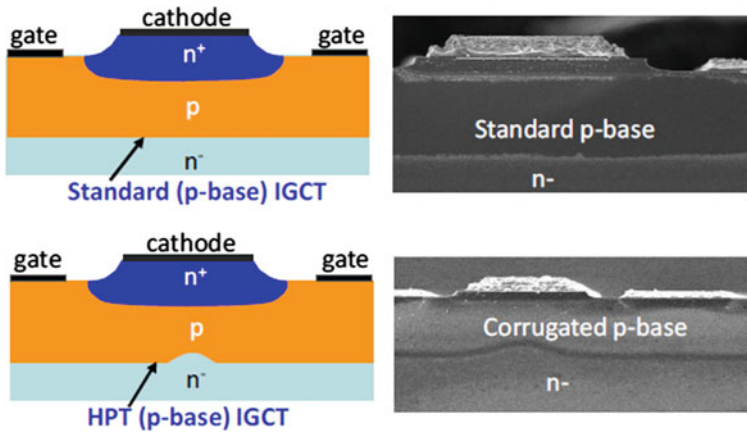 cathode
gate
gate
n+
p
Standard p-base
n-
n-
Standard (p-base) IGCT
cathode
gate
gate
n+
p
Corrugated p-base
n-
n-
HPT (p-base) IGCT